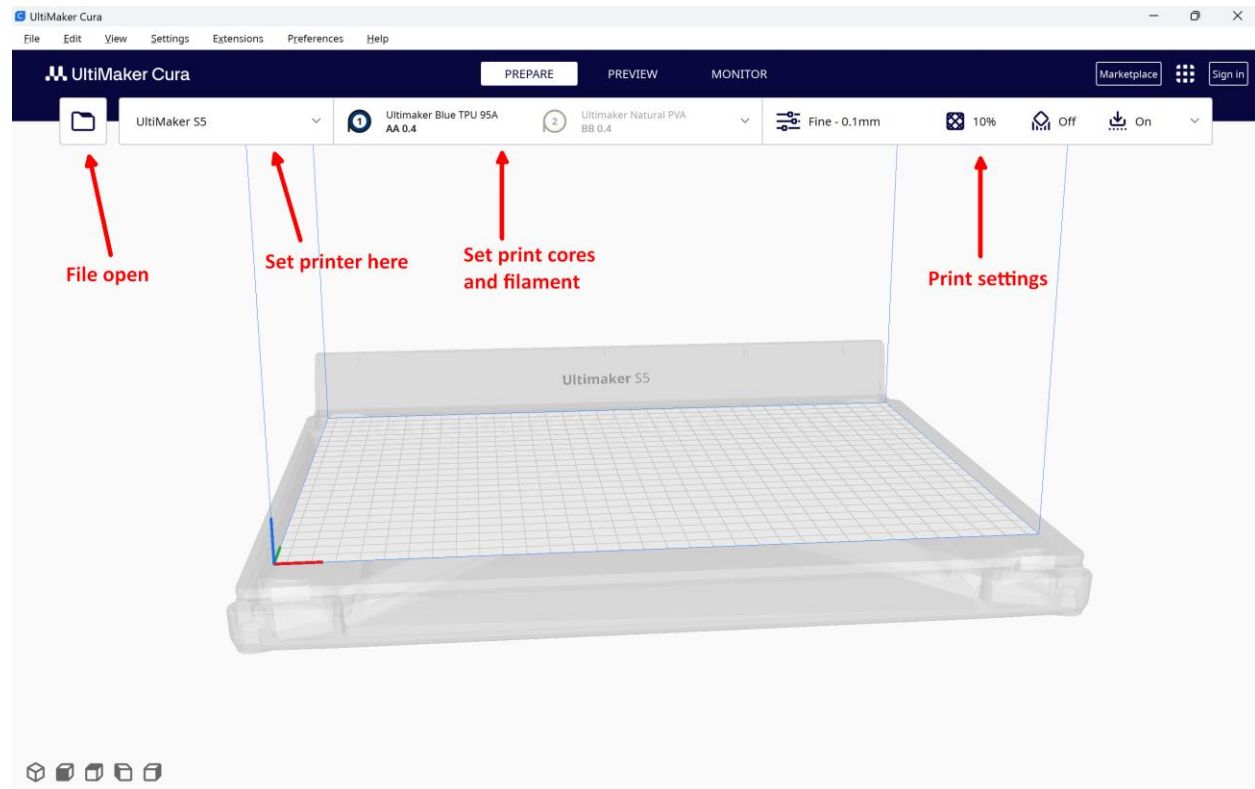 UltiMaker Cura
File Edit View Settings Extensions Preferences Help
UltiMaker Cura
PREPARE PREVIEW MONITOR
Marketplace Sign in
UltiMaker S5
1 Ultimaker Blue TPU 95A
AA 0.4
2 Ultimaker Natural PVA
BB 0.4
Fine - 0.1mm 10% Off On
File open
Set printer here
Set print cores
and filament
Print settings
Ultimaker S5